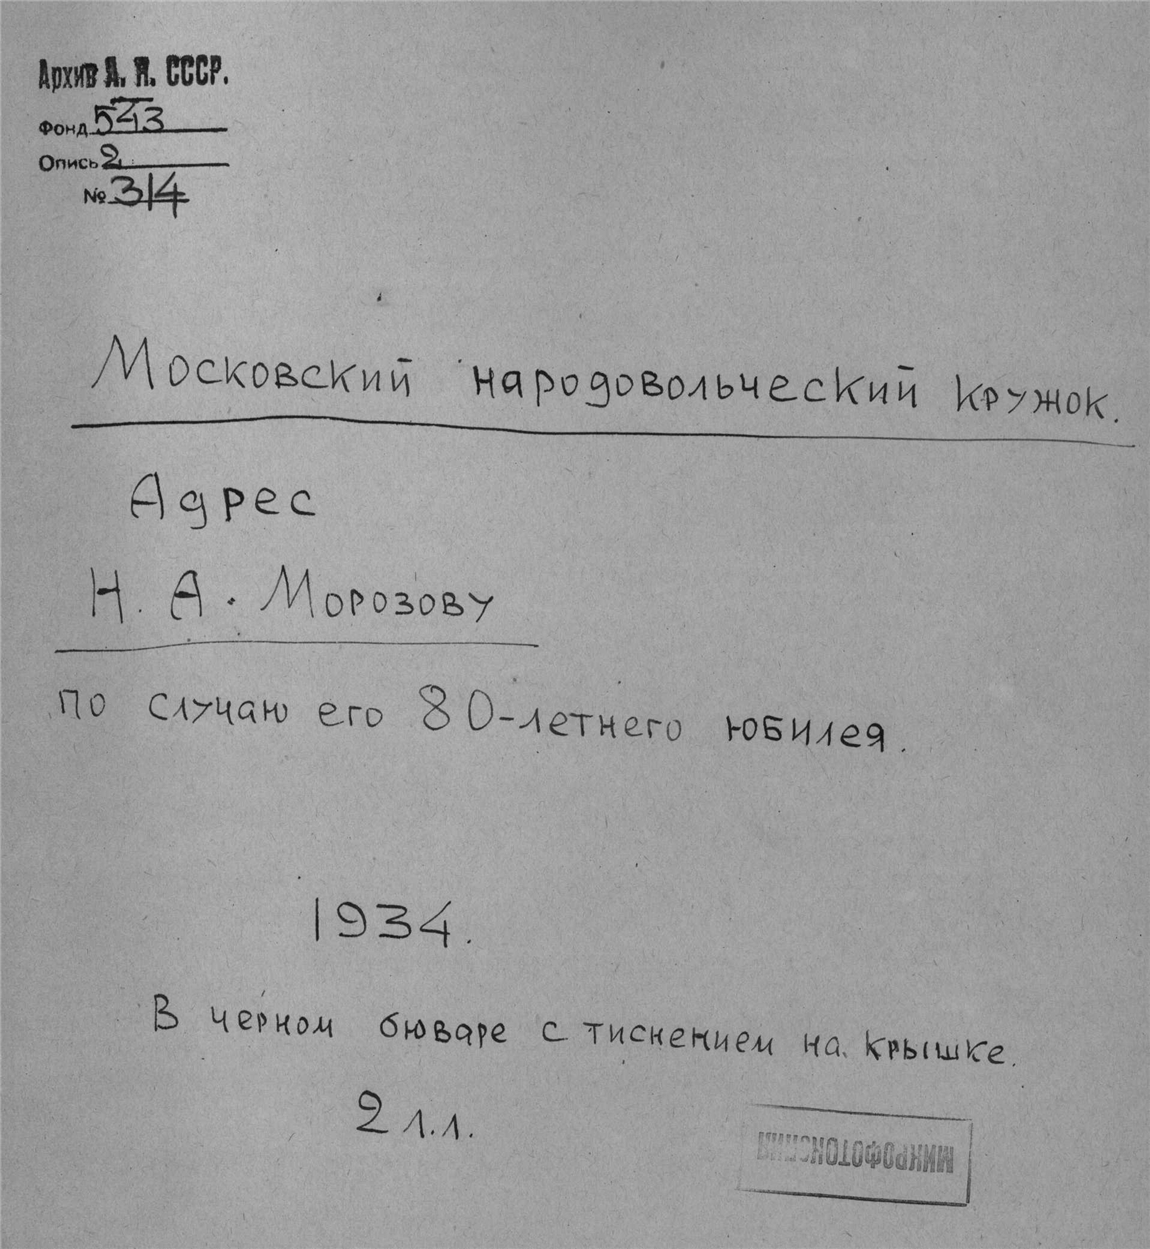 Архив А. Н. СССР.
Фонд 543
Опись 2
№ 314
Московский народовольческий кружок.
Адрес
Н. А. Морозову
по случаю его 80-летнего юбилея.
1934.
В черном бюваре с тиснением на крышке.
2 л.л.
МИКРОФОТОКОПИЯ